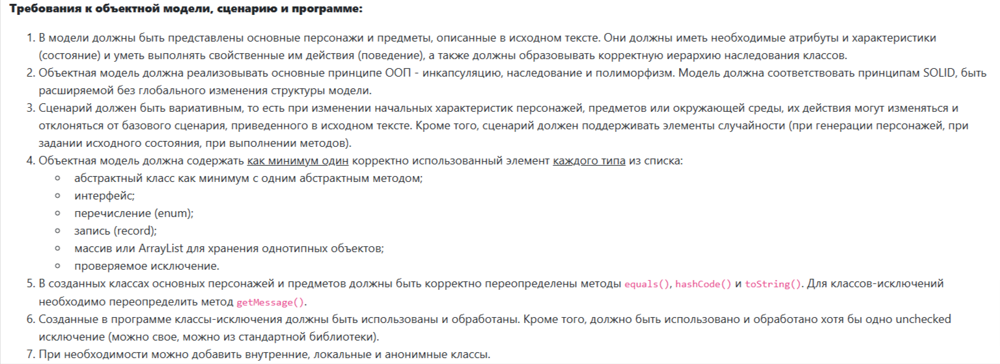 Требования к объектной модели, сценарию и программе:
1. В модели должны быть представлены основные персонажи и предметы, описанные в исходном тексте. Они должны иметь необходимые атрибуты и характеристики
(состояние) и уметь выполнять свойственные им действия (поведение), а также должны образовывать корректную иерархию наследования классов.
2. Объектная модель должна реализовывать основные принципе ООП - инкапсуляцию, наследование и полиморфизм. Модель должна соответствовать принципам SOLID, быть
расширяемой без глобального изменения структуры модели.
3. Сценарий должен быть вариативным, то есть при изменении начальных характеристик персонажей, предметов или окружающей среды, их действия могут изменяться и
отклоняться от базового сценария, приведенного в исходном тексте. Кроме того, сценарий должен поддерживать элементы случайности (при генерации персонажей, при
задании исходного состояния, при выполнении методов).
4. Объектная модель должна содержать как минимум один корректно использованный элемент каждого типа из списка:
○ абстрактный класс как минимум с одним абстрактным методом;
○ интерфейс;
○ перечисление (enum);
○ запись (record);
○ массив или ArrayList для хранения однотипных объектов;
○ проверяемое исключение.
5. В созданных классах основных персонажей и предметов должны быть корректно переопределены методы equals(), hashCode() и toString(). Для классов-исключений
необходимо переопределить метод getMessage().
6. Созданные в программе классы-исключения должны быть использованы и обработаны. Кроме того, должно быть использовано и обработано хотя бы одно unchecked
исключение (можно свое, можно из стандартной библиотеки).
7. При необходимости можно добавить внутренние, локальные и анонимные классы.